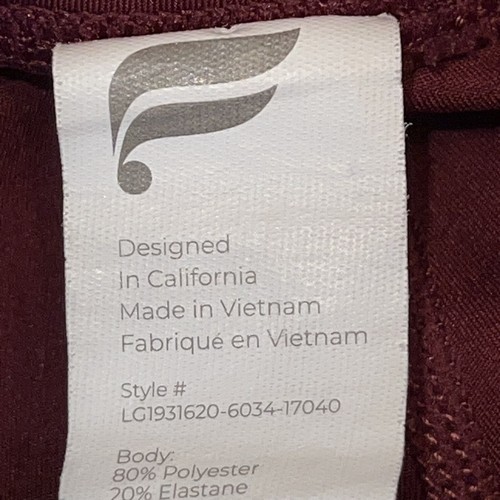 Designed
In California
Made in Vietnam
Fabriqué en Vietnam
Style #
LG1931620-6034-17040
Body:
80% Polyester
20% Elastane